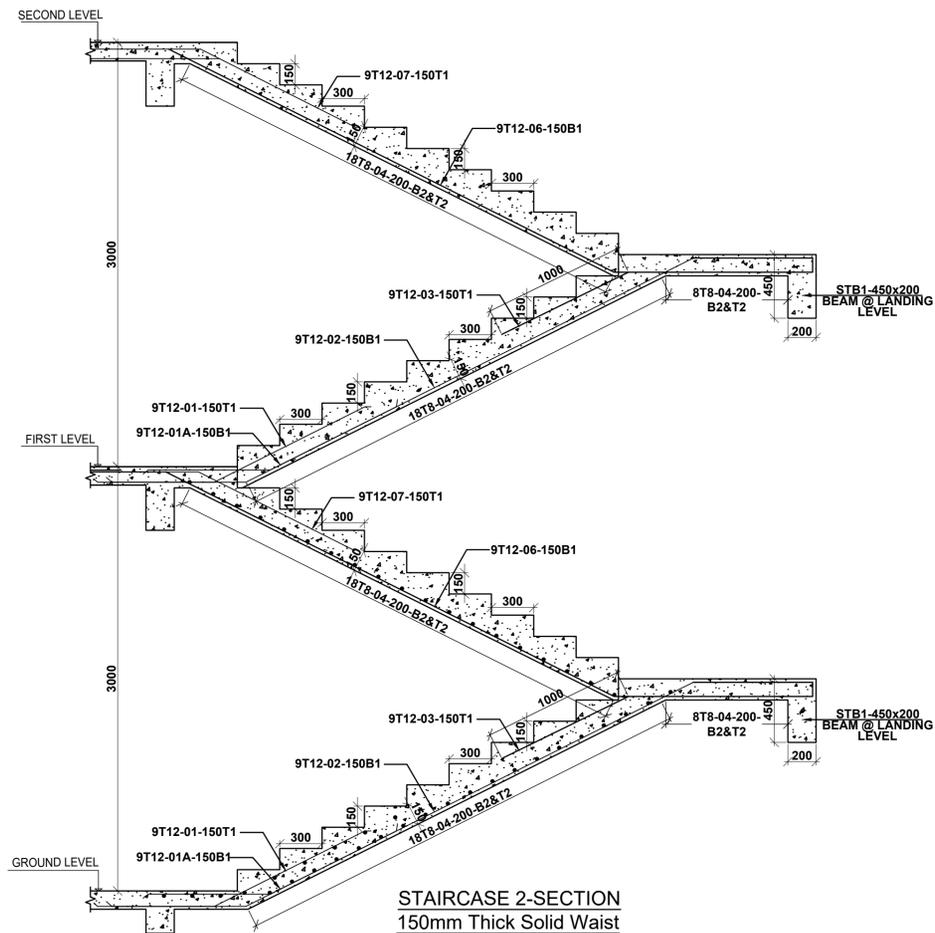 SECOND LEVEL
9T12-07-150T1
150
300
9T12-06-150B1
150
150
300
18T8-04-200-B2&T2
3000
1000
9T12-03-150T1
150
8T8-04-200-
B2&T2
450
STB1-450x200
BEAM @ LANDING
LEVEL
200
300
9T12-02-150B1
150
150
18T8-04-200-B2&T2
9T12-01-150T1
300
9T12-01A-150B1
FIRST LEVEL
9T12-07-150T1
150
300
9T12-06-150B1
150
150
300
18T8-04-200-B2&T2
3000
1000
9T12-03-150T1
150
8T8-04-200-
B2&T2
450
STB1-450x200
BEAM @ LANDING
LEVEL
200
300
9T12-02-150B1
150
150
18T8-04-200-B2&T2
9T12-01-150T1
300
9T12-01A-150B1
GROUND LEVEL
STAIRCASE 2-SECTION
150mm Thick Solid Waist